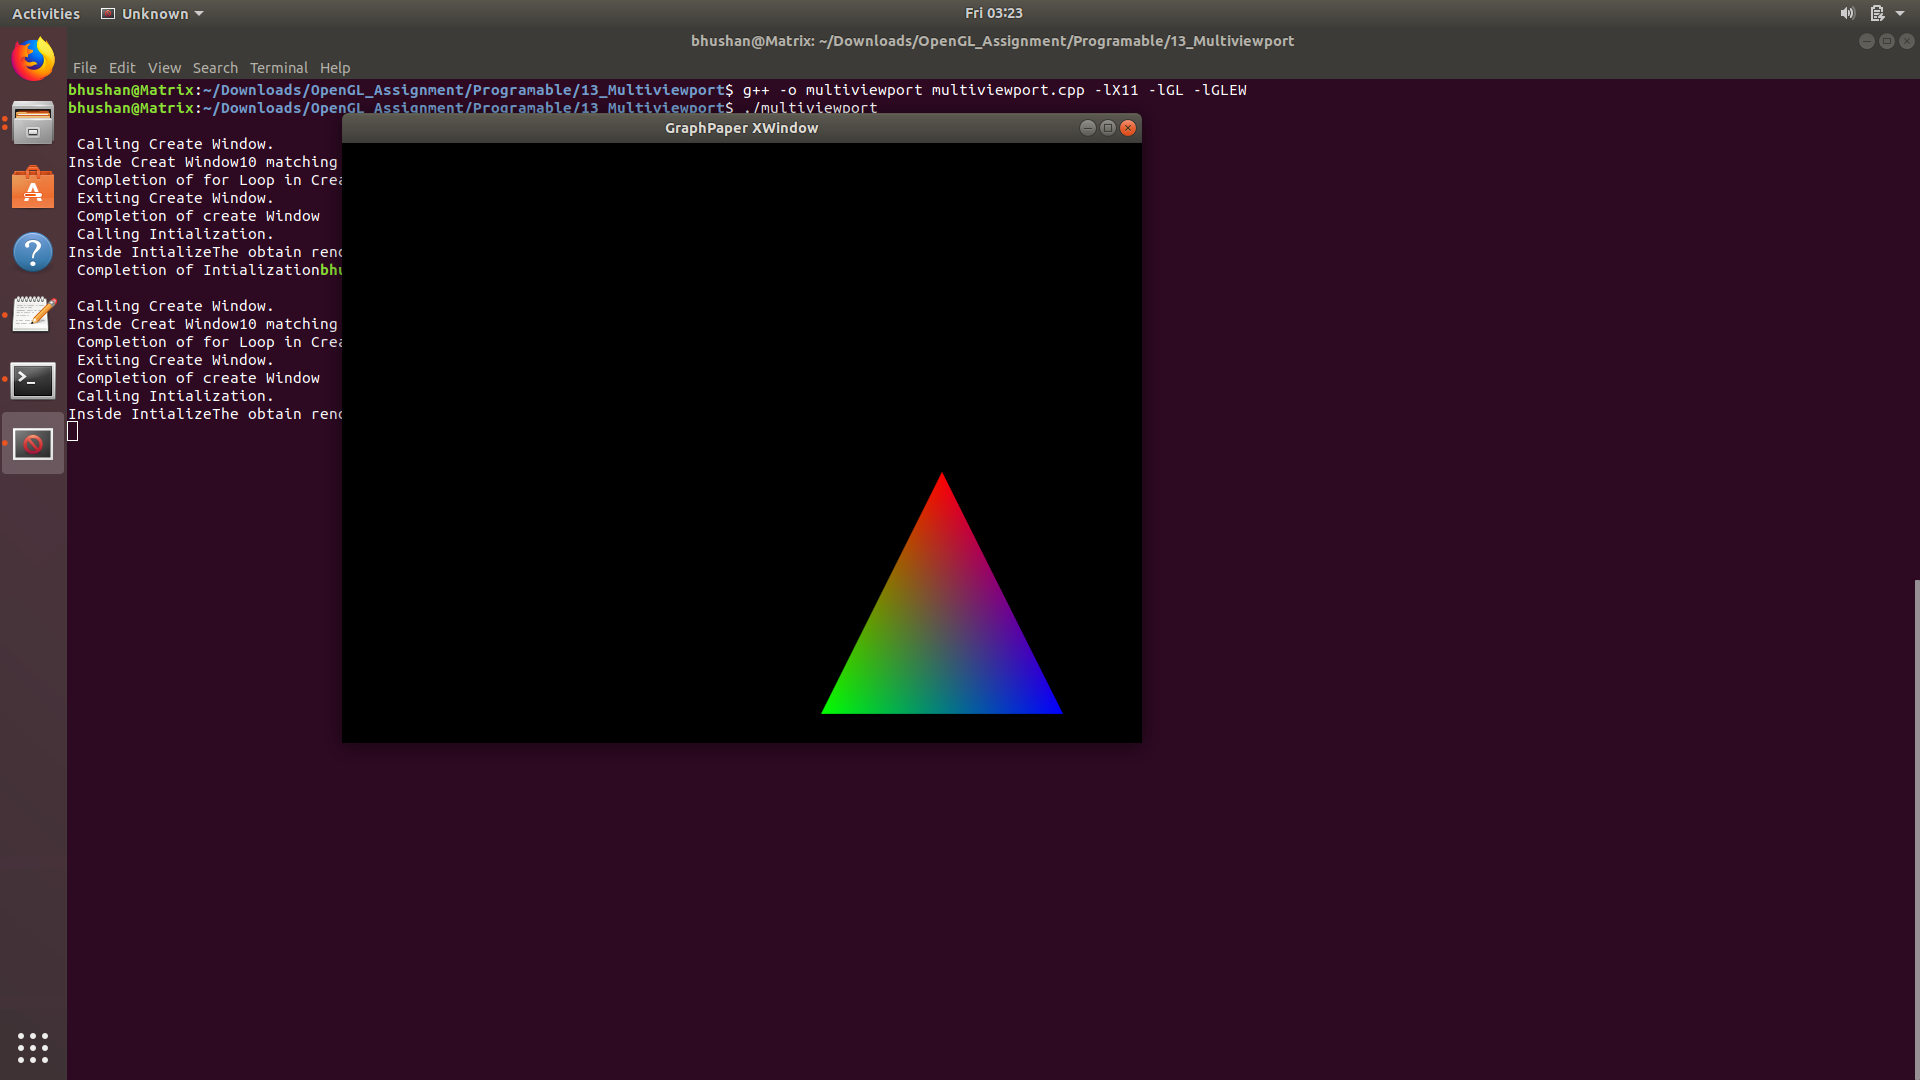 Activities Unknown Fri 03:23
bhushan@Matrix: ~/Downloads/OpenGL_Assignment/Programable/13_Multiviewport
File Edit View Search Terminal Help
bhushan@Matrix:~/Downloads/OpenGL_Assignment/Programable/13_Multiviewport$ g++ -o multiviewport multiviewport.cpp -lX11 -lGL -lGLEW
bhushan@Matrix:~/Downloads/OpenGL_Assignment/Programable/13_Multiviewport$ ./multiviewport
GraphPaper XWindow
Calling Create Window.
Inside Creat Window10 matching
Completion of for Loop in Crea
Exiting Create Window.
Completion of create Window
Calling Intialization.
Inside IntializeThe obtain rend
Completion of Intializationbhu
Calling Create Window.
Inside Creat Window10 matching
Completion of for Loop in Crea
Exiting Create Window.
Completion of create Window
Calling Intialization.
Inside IntializeThe obtain rend